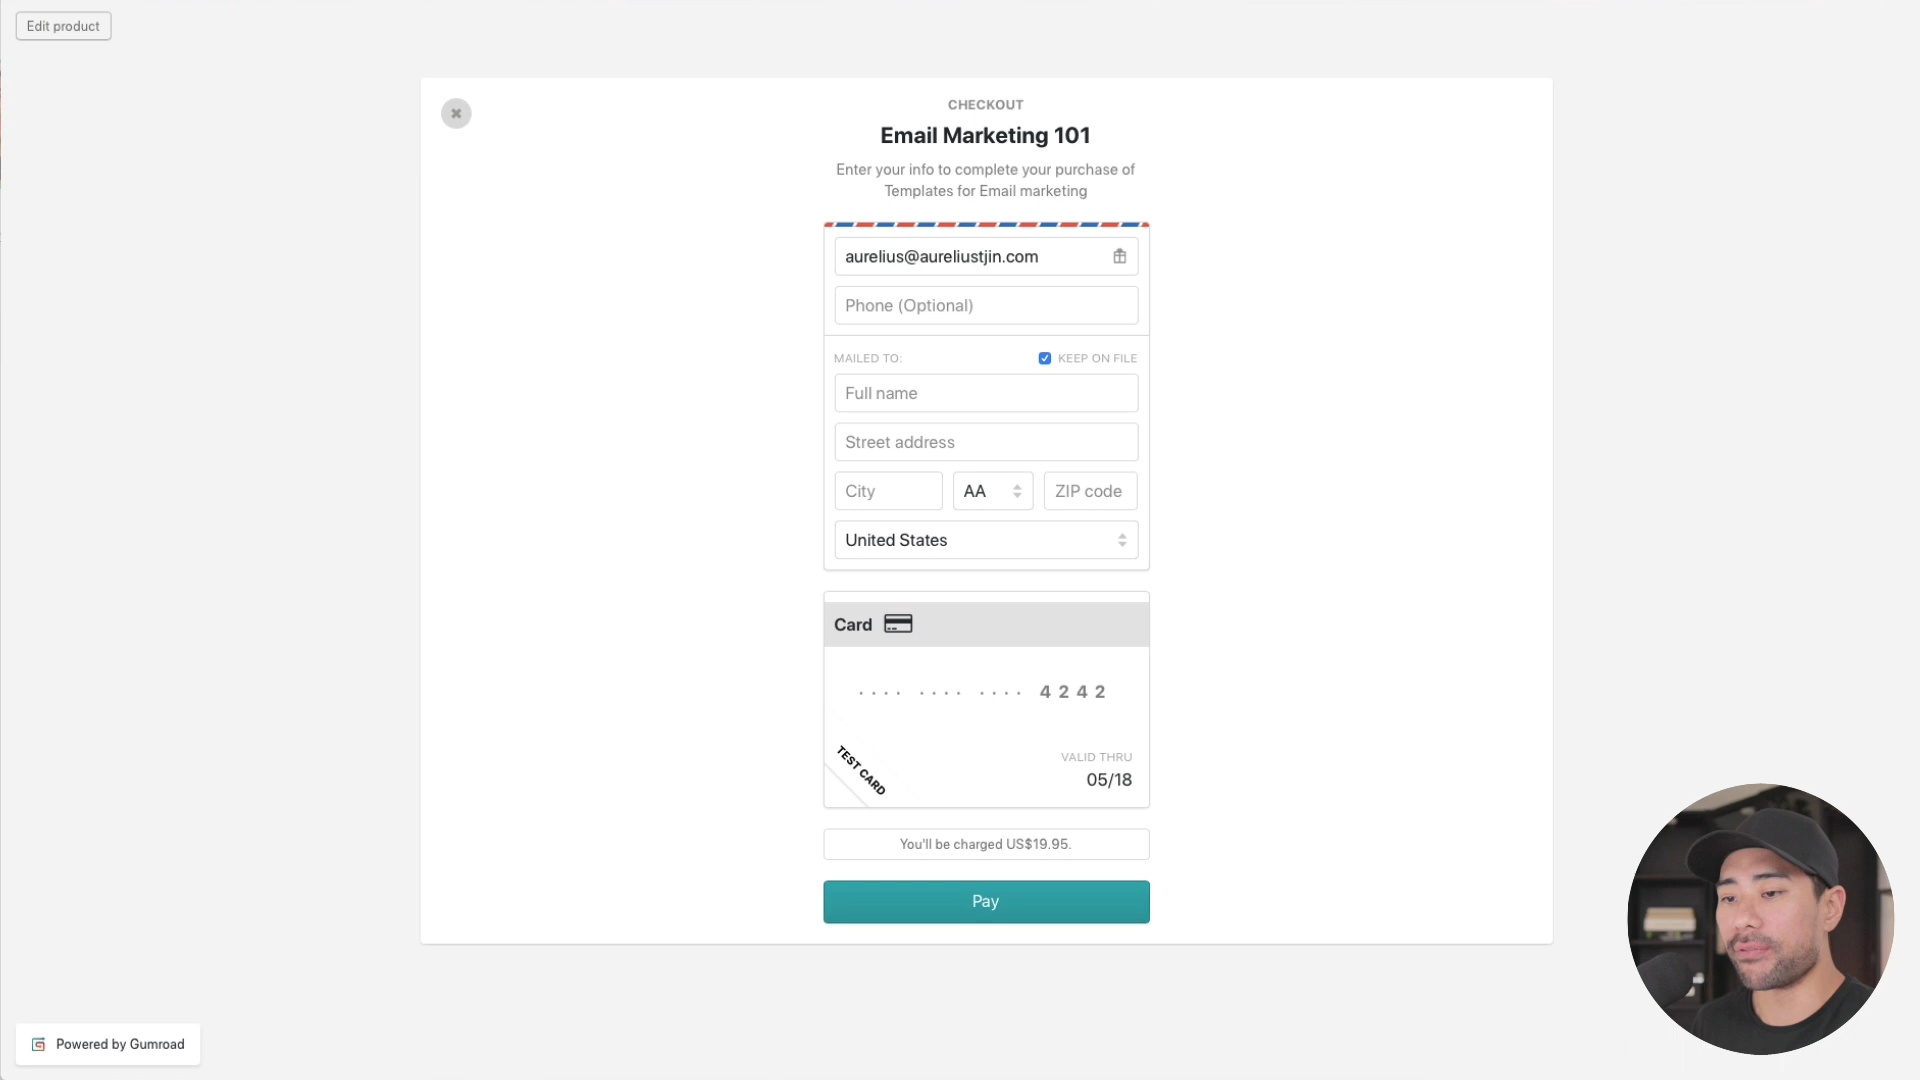 Edit product
CHECKOUT
Email Marketing 101
Enter your info to complete your purchase of
Templates for Email marketing
aurelius@aureliustjin.com
Phone (Optional)
MAILED TO:
KEEP ON FILE
Full name
Street address
City
AA
ZIP code
United States
Card
.... .... .... 4242
TEST CARD
VALID THRU
05/18
You'll be charged US$19.95.
Pay
Powered by Gumroad